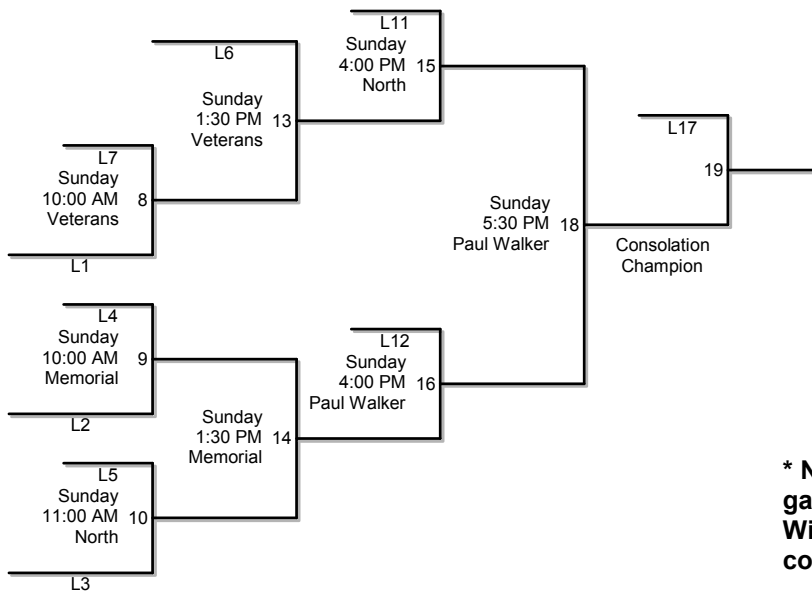 L11
Sunday
4:00 PM
North
15
L6
Sunday
1:30 PM
Veterans
13
L7
Sunday
10:00 AM
Veterans
8
L1
L17
19
Sunday
5:30 PM
Paul Walker
18
Consolation
Champion
L4
Sunday
10:00 AM
Memorial
9
L2
L12
Sunday
4:00 PM
Paul Walker
16
Sunday
1:30 PM
Memorial
14
L5
Sunday
11:00 AM
North
10
L3
* N
ga
Wi
co